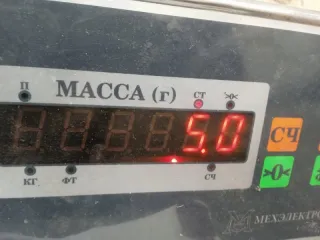 П МАССА (г) СТ >0<
5.0
КГ ФТ СЧ
СЧ
>0<
МЕХЭЛЕКТРО